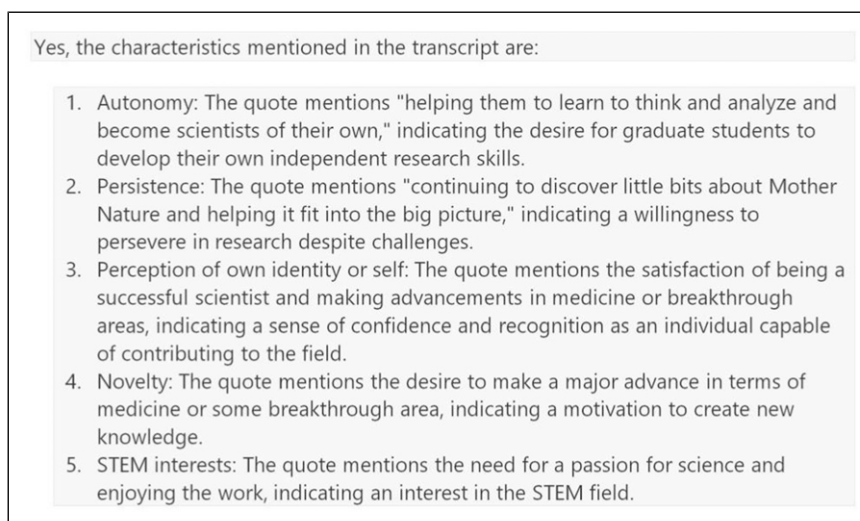 Yes, the characteristics mentioned in the transcript are:
1. Autonomy: The quote mentions "helping them to learn to think and analyze and
become scientists of their own," indicating the desire for graduate students to
develop their own independent research skills.
2. Persistence: The quote mentions "continuing to discover little bits about Mother
Nature and helping it fit into the big picture," indicating a willingness to
persevere in research despite challenges.
3. Perception of own identity or self: The quote mentions the satisfaction of being a
successful scientist and making advancements in medicine or breakthrough
areas, indicating a sense of confidence and recognition as an individual capable
of contributing to the field.
4. Novelty: The quote mentions the desire to make a major advance in terms of
medicine or some breakthrough area, indicating a motivation to create new
knowledge.
5. STEM interests: The quote mentions the need for a passion for science and
enjoying the work, indicating an interest in the STEM field.